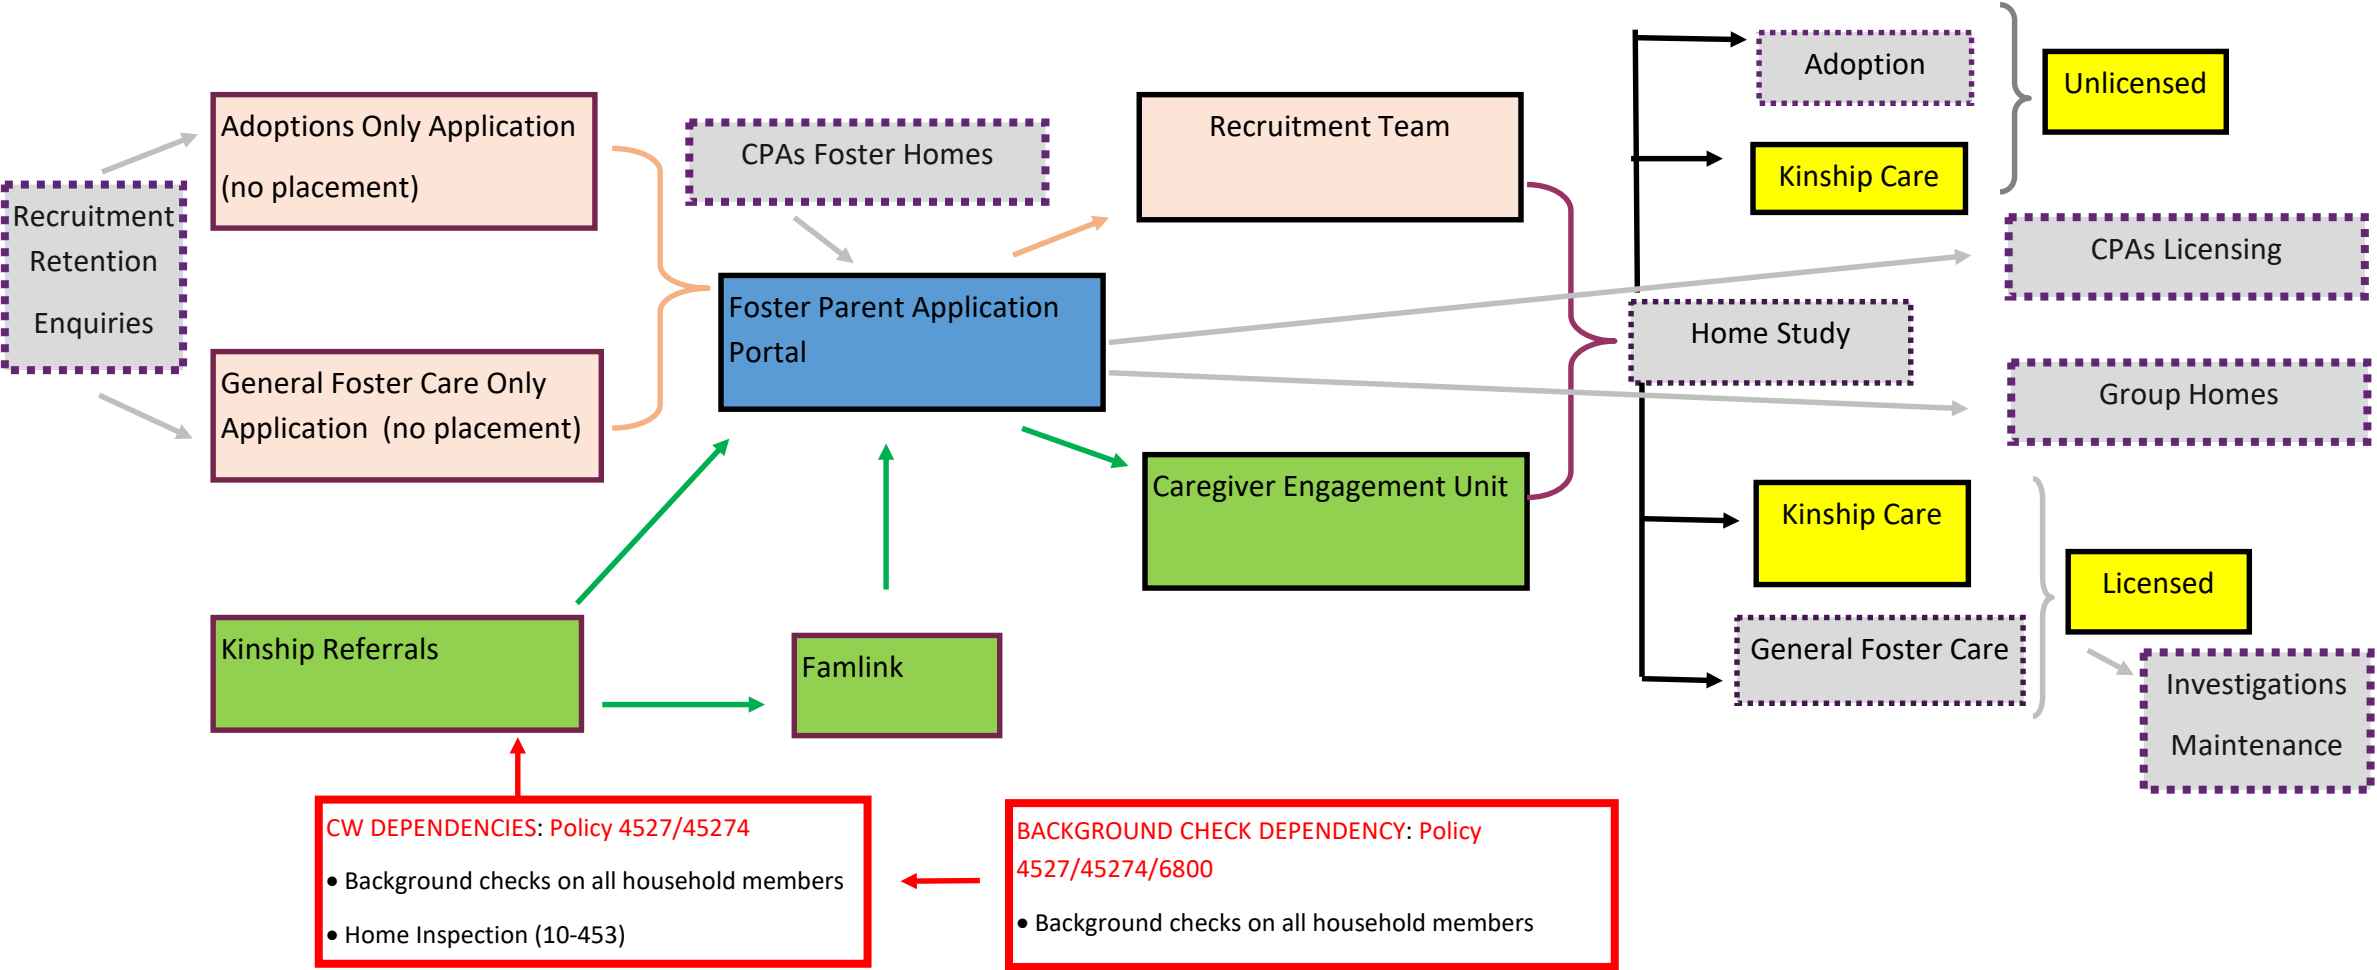 Recruitment
Retention
Enquiries
Adoptions Only Application
(no placement)
General Foster Care Only
Application  (no placement)
CPAs Foster Homes
Foster Parent Application
Portal
Kinship Referrals
Famlink
CW DEPENDENCIES: Policy 4527/45274
• Background checks on all household members
• Home Inspection (10-453)
BACKGROUND CHECK DEPENDENCY: Policy
4527/45274/6800
• Background checks on all household members
Recruitment Team
Caregiver Engagement Unit
Home Study
Adoption
Kinship Care
Unlicensed
CPAs Licensing
Group Homes
Kinship Care
General Foster Care
Licensed
Investigations
Maintenance